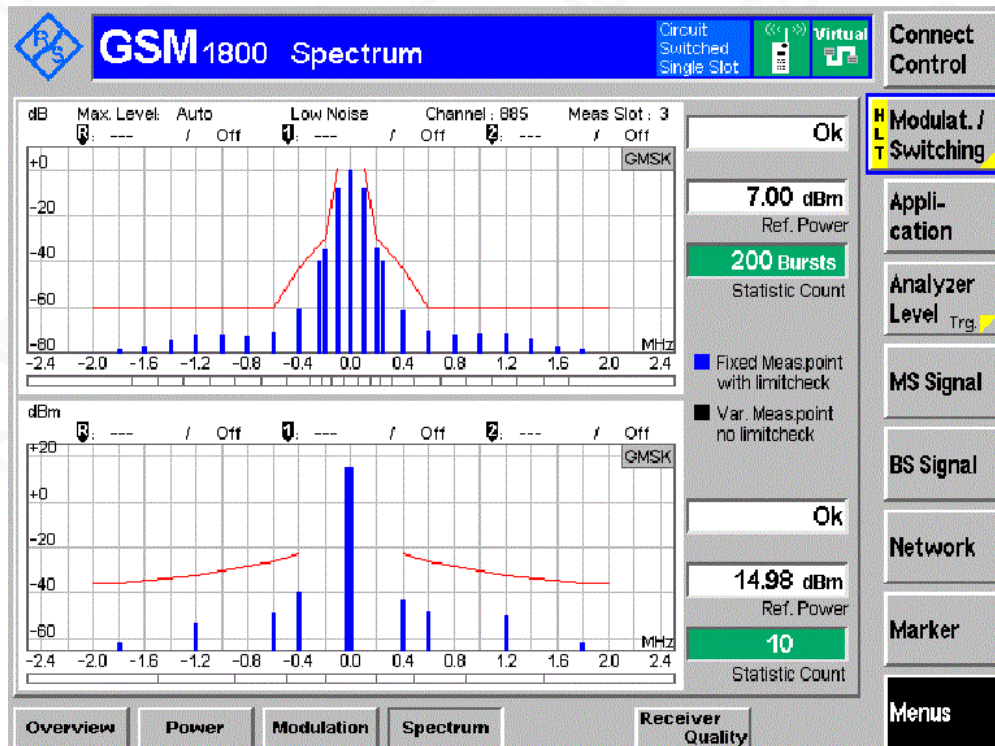 R/S
GSM 1800 Spectrum
Circuit
Switched
Single Slot
Virtual
Connect
Control
dB Max. Level: Auto Low Noise Channel : 885 Meas Slot : 3
R: --- / Off 1: --- / Off 2: --- / Off
GMSK
+0
-20
-40
-60
-80
MHz
-2.4 -2.0 -1.6 -1.2 -0.8 -0.4 0.0 0.4 0.8 1.2 1.6 2.0 2.4
Ok
7.00 dBm
Ref. Power
200 Bursts
Statistic Count
Fixed Meas.point
with limitcheck
Var. Meas.point
no limitcheck
dBm
R: --- / Off 1: --- / Off 2: --- / Off
GMSK
+20
+0
-20
-40
-60
MHz
-2.4 -2.0 -1.6 -1.2 -0.8 -0.4 0.0 0.4 0.8 1.2 1.6 2.0 2.4
Ok
14.98 dBm
Ref. Power
10
Statistic Count
HLT
Modulat. /
Switching
Appli-
cation
Analyzer
Level Trg.
MS Signal
BS Signal
Network
Marker
Menus
Overview
Power
Modulation
Spectrum
Receiver
Quality